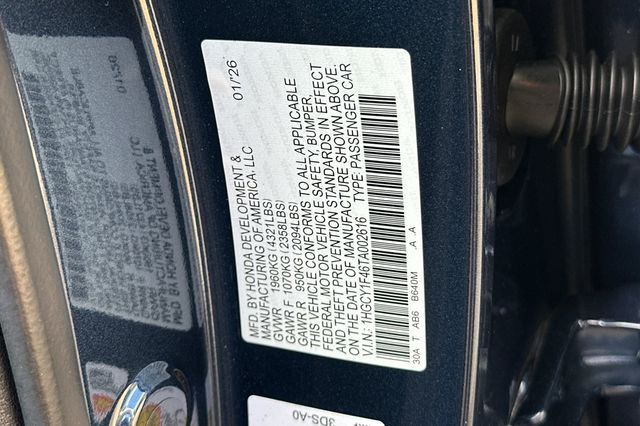 MFD. BY HONDA DEVELOPMENT & 01/26
MANUFACTURING OF AMERICA, LLC
GVWR 1960KG (4321LBS)
GAWR F 1070KG (2358LBS)
GAWR R 950KG (2094LBS)
THIS VEHICLE CONFORMS TO ALL APPLICABLE
FEDERAL MOTOR VEHICLE SAFETY, BUMPER,
AND THEFT PREVENTION STANDARDS IN EFFECT
ON THE DATE OF MANUFACTURE SHOWN ABOVE.
V.I.N.: 1HGCY1F46TA002616 TYPE: PASSENGER CAR
30A T AB6 B640M A A
3DS-A0